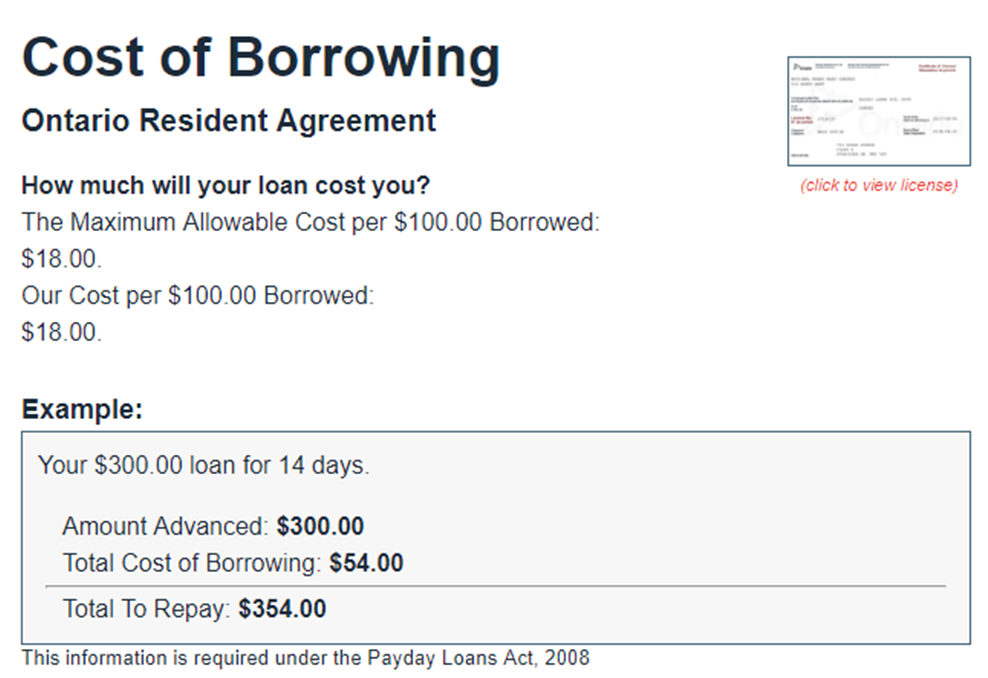 Cost of Borrowing
Ontario Resident Agreement
(click to view license)
How much will your loan cost you?
The Maximum Allowable Cost per $100.00 Borrowed:
$18.00.
Our Cost per $100.00 Borrowed:
$18.00.
Example:
Your $300.00 loan for 14 days.
Amount Advanced: $300.00
Total Cost of Borrowing: $54.00
Total To Repay: $354.00
This information is required under the Payday Loans Act, 2008